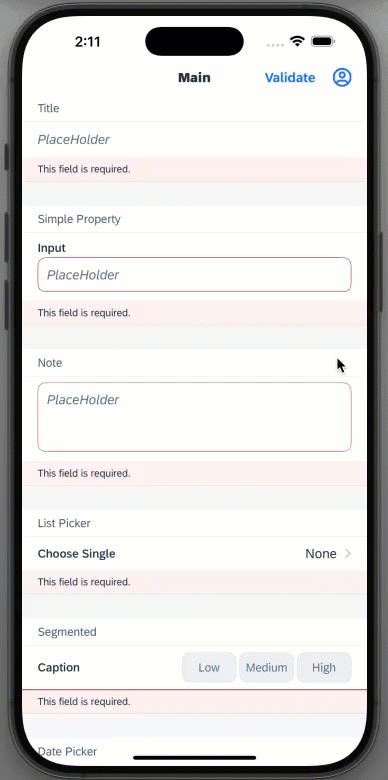 2:11
Main
Validate
Title
PlaceHolder
This field is required.
Simple Property
Input
PlaceHolder
This field is required.
Note
PlaceHolder
This field is required.
List Picker
Choose Single None
This field is required.
Segmented
Caption Low Medium High
This field is required.
Date Picker